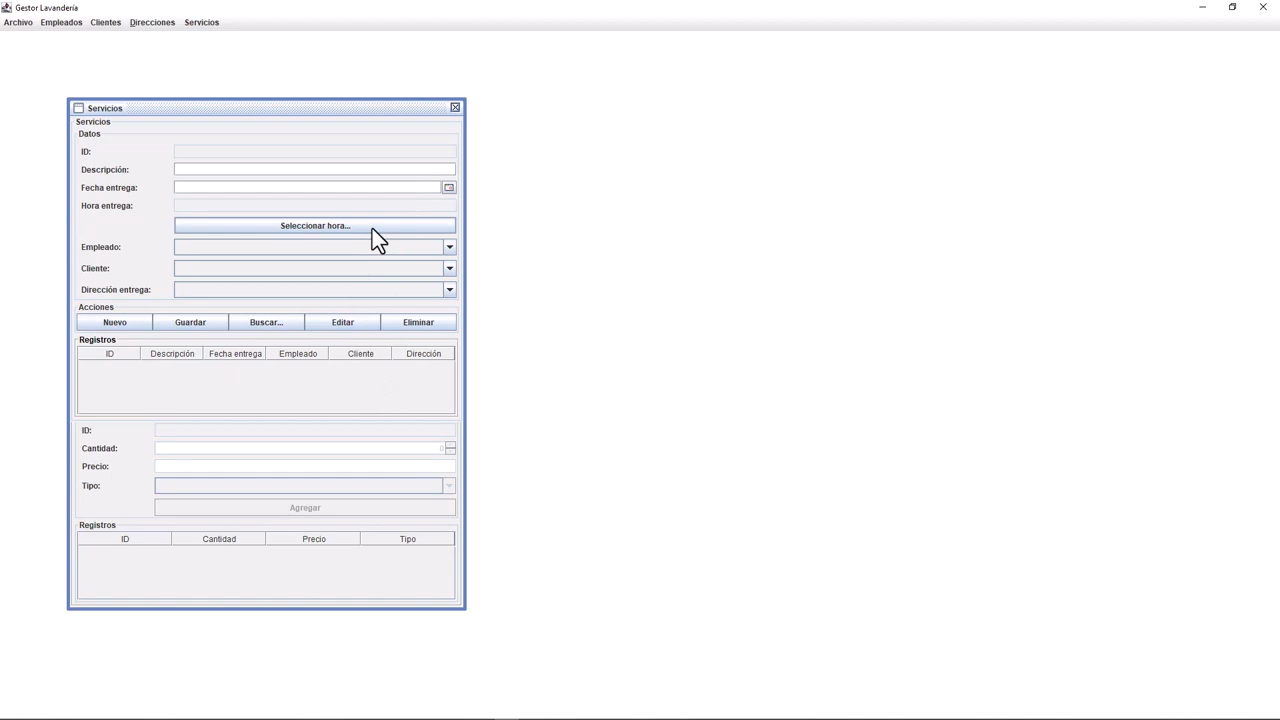 Gestor Lavandería
Archivo Empleados Clientes Direcciones Servicios
Servicios
Servicios
Datos
ID:
Descripción:
Fecha entrega:
Hora entrega:
Seleccionar hora...
Empleado:
Cliente:
Dirección entrega:
Acciones
Nuevo Guardar Buscar... Editar Eliminar
Registros
ID Descripción Fecha entrega Empleado Cliente Dirección
ID:
Cantidad: 0
Precio:
Tipo:
Agregar
Registros
ID Cantidad Precio Tipo